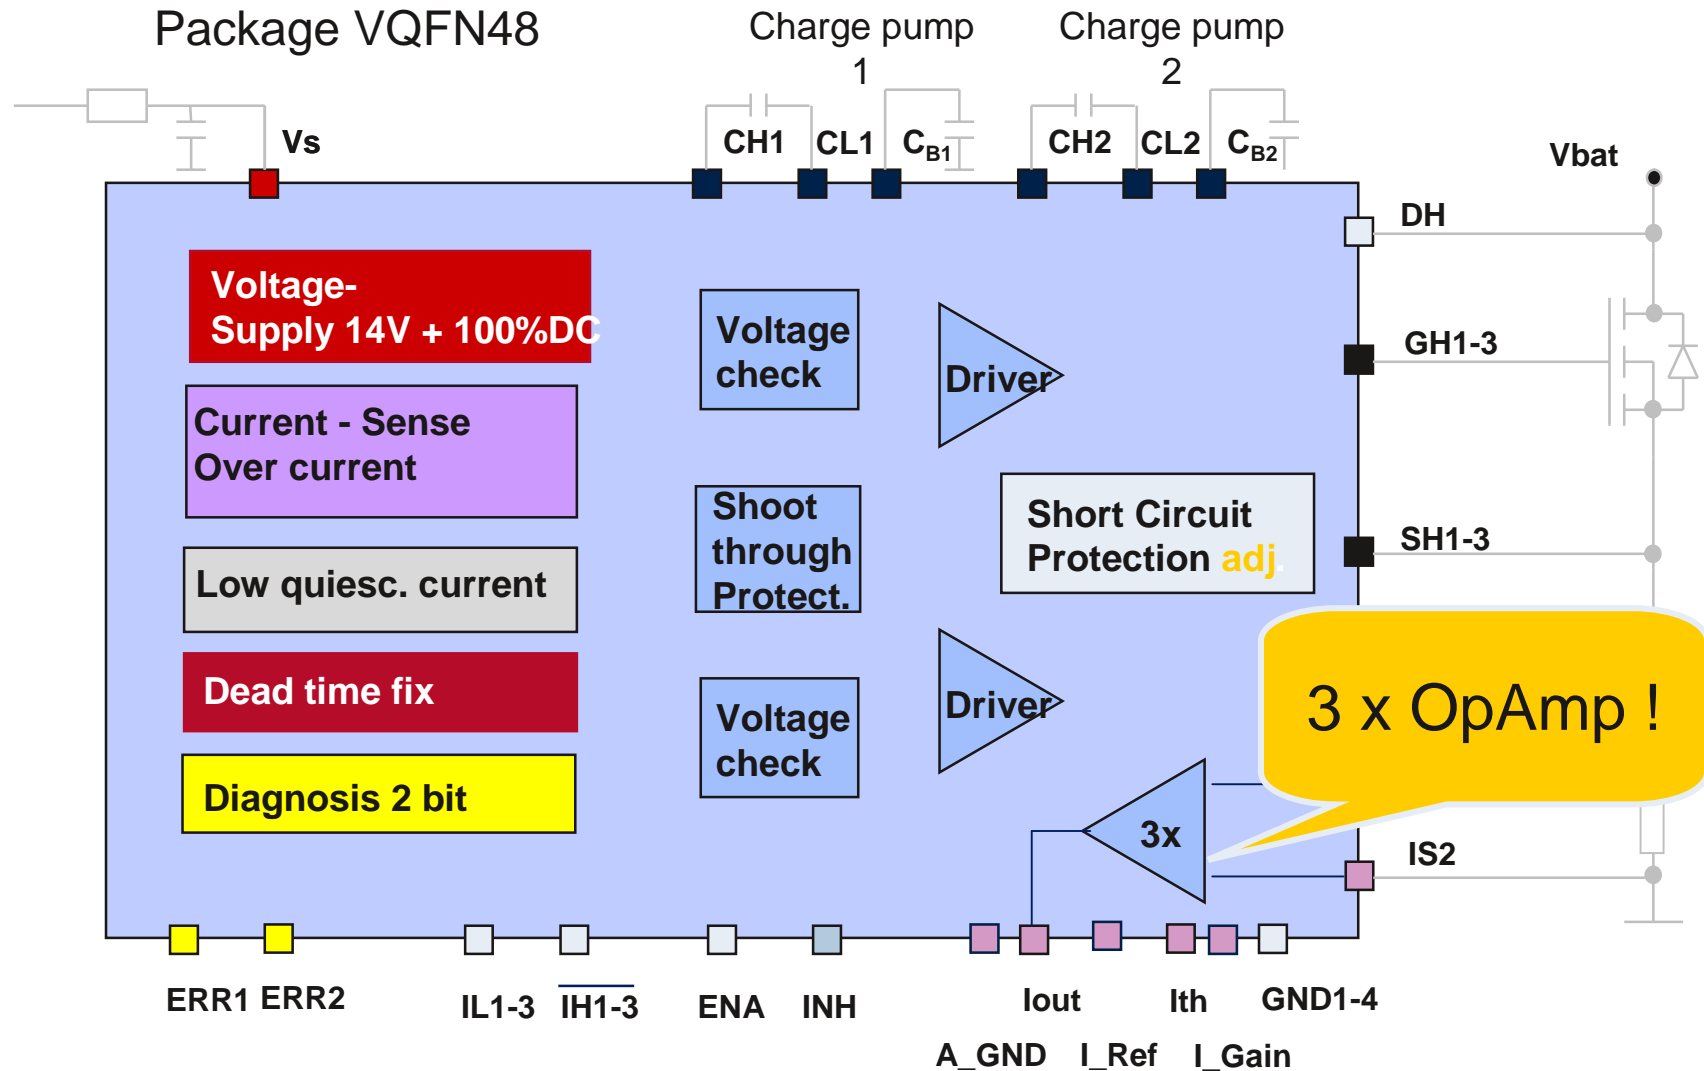 Package VQFN48
Charge pump
1
Charge pump
2
Vs
CH1
CL1
CB1
CH2
CL2
CB2
Vbat
DH
Voltage-
Supply 14V + 100%DC
Voltage
check
Driver
GH1-3
Current - Sense
Over current
Shoot
through
Protect.
Short Circuit
Protection adj.
SH1-3
Low quiesc. current
Dead time fix
Voltage
check
Driver
3 x OpAmp !
Diagnosis 2 bit
3x
IS2
ERR1
ERR2
IL1-3
IH1-3
ENA
INH
Iout
Ith
GND1-4
A_GND
I_Ref
I_Gain